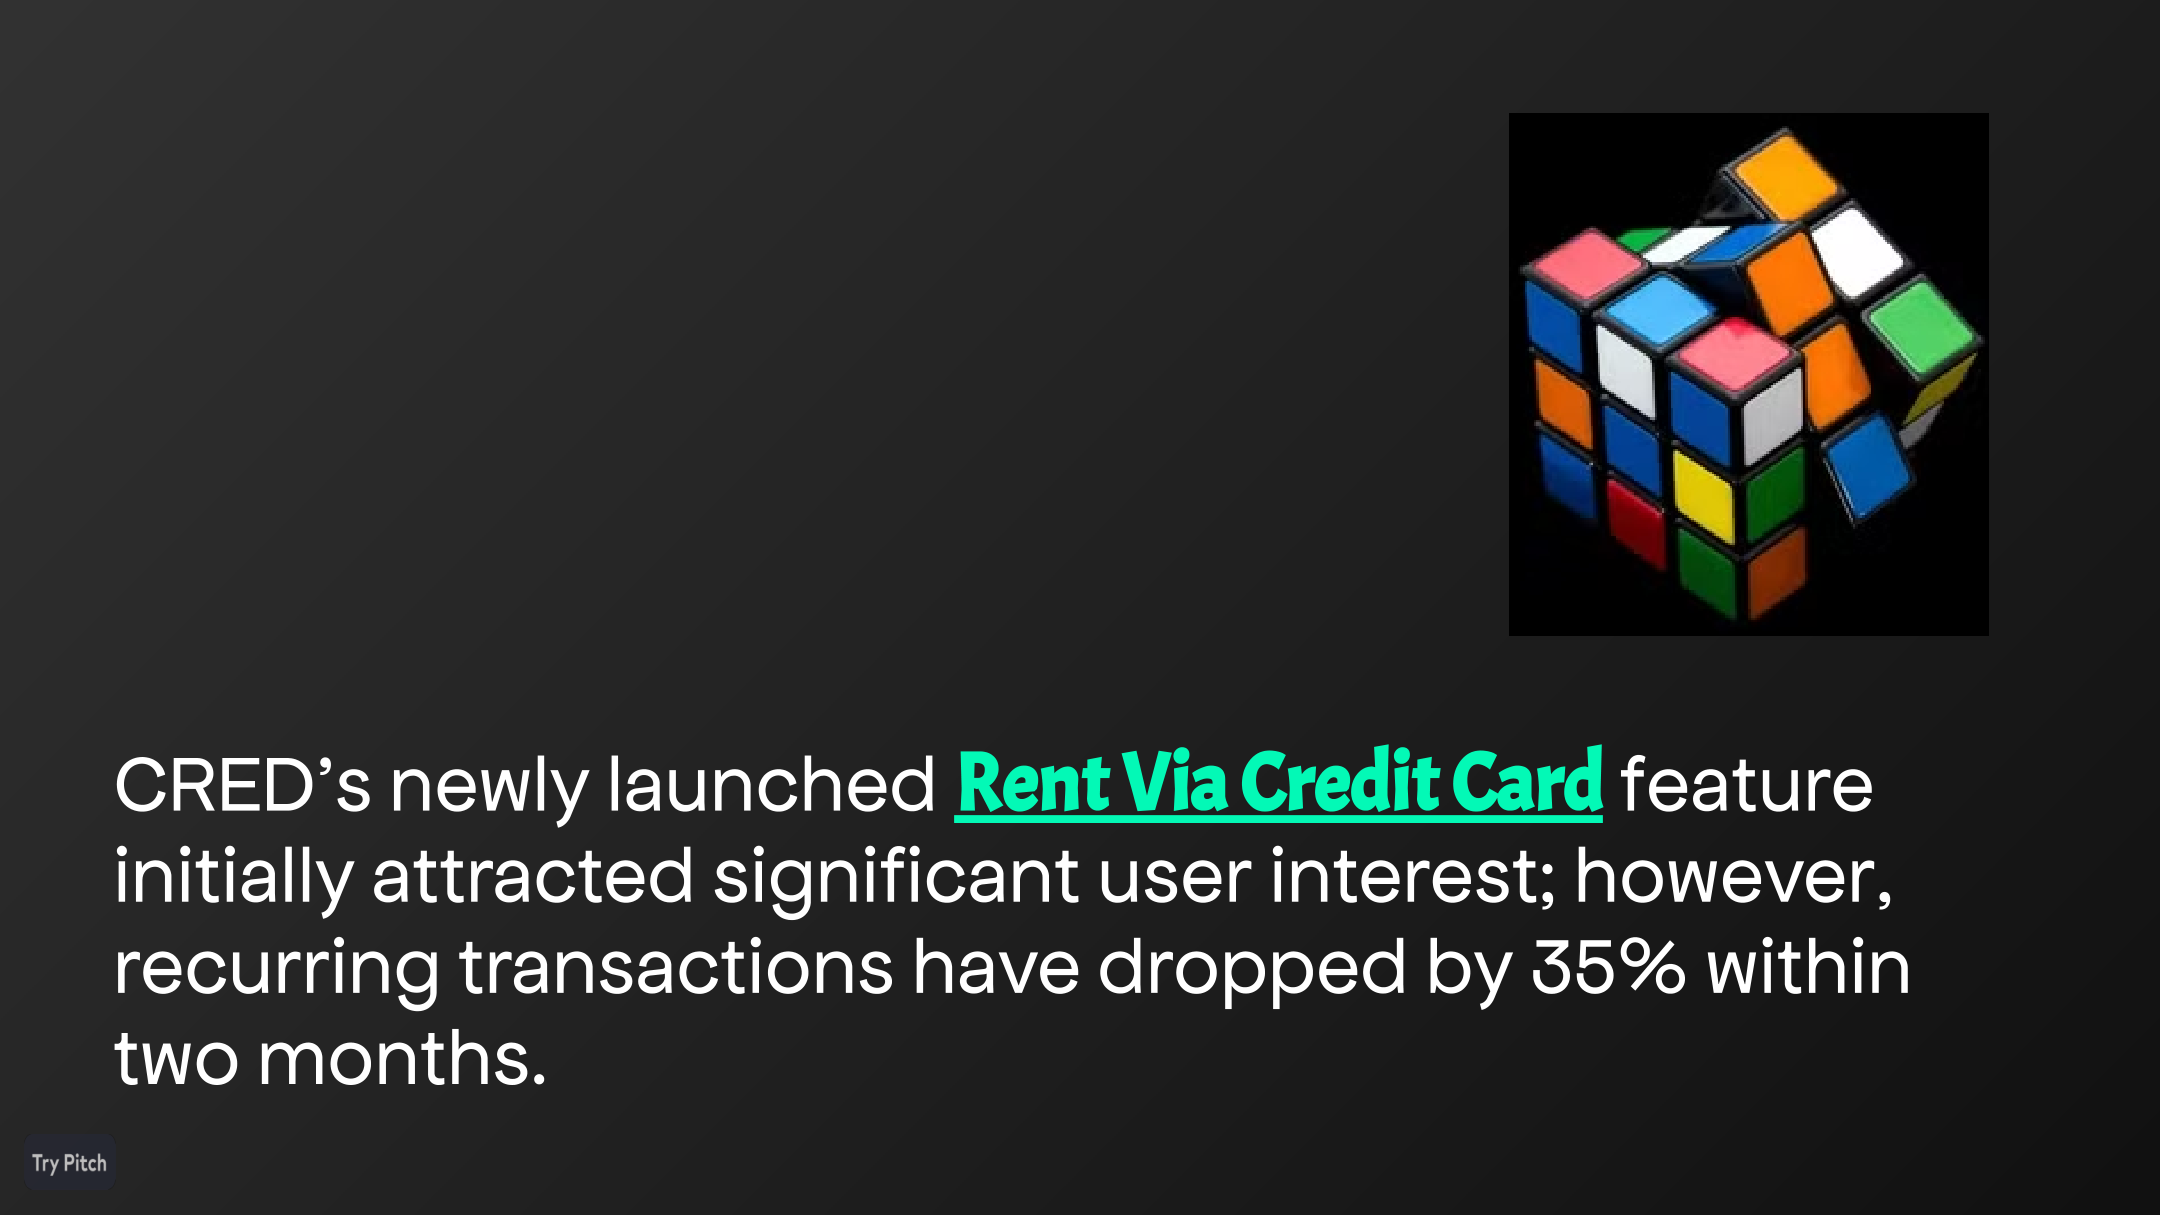 CRED’s newly launched Rent Via Credit Card feature
initially attracted significant user interest; however,
recurring transactions have dropped by 35% within
two months.
Try Pitch